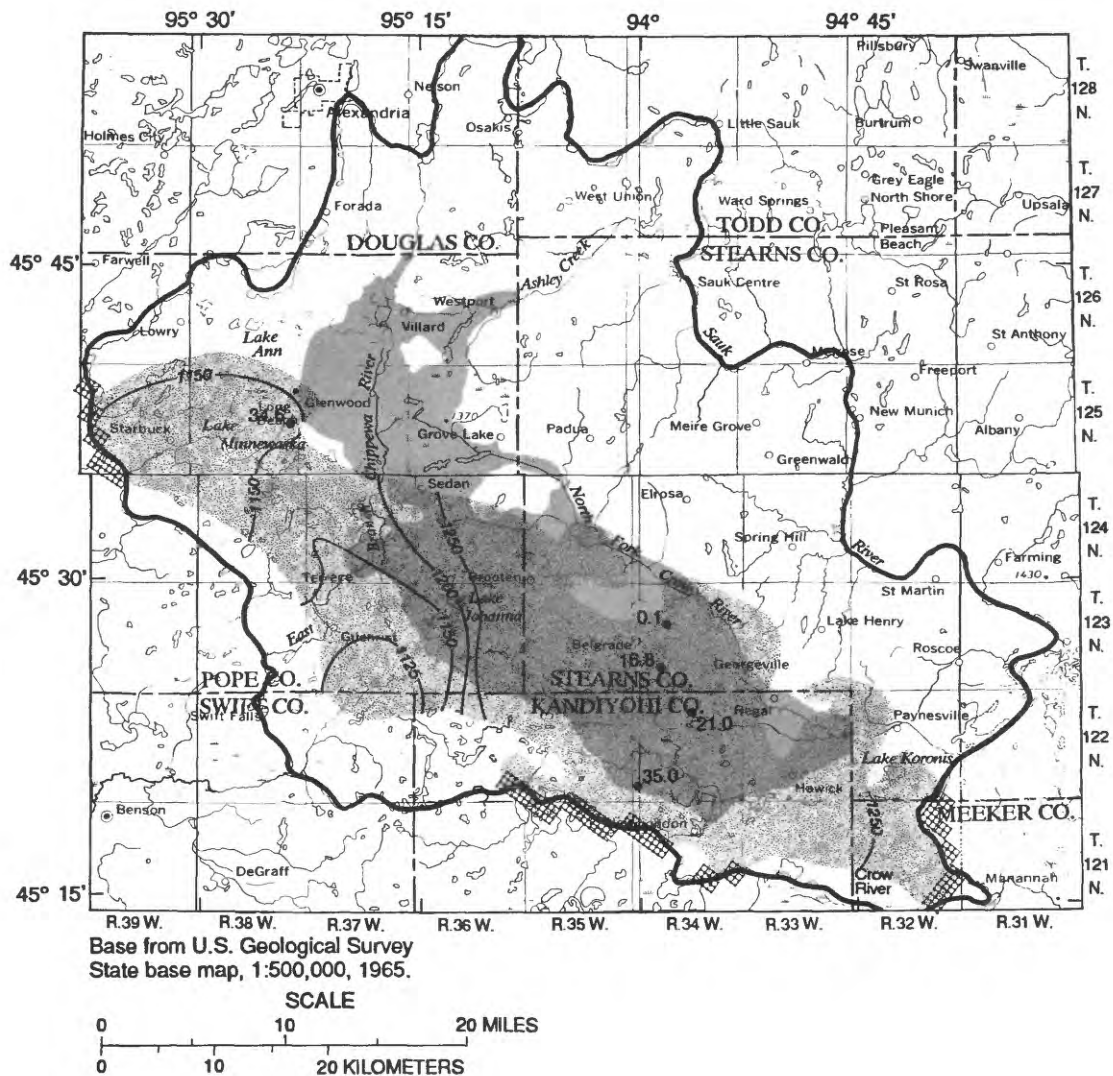 95° 30'
95° 15'
94°
94° 45'
Pillsbury
Swanville
T.
128
N.
Nelson
Alexandria
Osakis
Little Sauk
Burtrum
Holmes City
West Union
Grey Eagle
North Shore
Upsala
T.
127
N.
Forada
Ward Springs
Pleasant
Beach
DOUGLAS CO.
TODD CO.
STEARNS CO.
45° 45'
Farwell
Ashley Creek
Sauk Centre
St Rosa
T.
126
N.
Westport
Villard
Lowry
Lake
Ann
Sauk
St Anthony
Melrose
1150
River
Freeport
Glenwood
Long
Beach
Starbuck
Lake
Minnewaska
Chippewa
1370
Grove Lake
Padua
Meire Grove
New Munich
Albany
T.
125
N.
Greenwald
Sedan
1150
1250
North
Elrosa
Branch
Fork
Spring Hill
River
T.
124
N.
Farming
1430
45° 30'
Terrace
1200
Brooten
Lake
Johanna
Crow
River
St Martin
0.1
Lake Henry
T.
123
N.
East
1150
Belgrade
16.8
Georgeville
Roscoe
POPE CO.
SWIFT CO.
STEARNS CO.
KANDIYOHI CO.
Swift Falls
Regal
21.0
Paynesville
T.
122
N.
Lake Koronis
35.0
Hawick
Benson
1250
MEEKER CO.
DeGraff
T.
121
N.
Crow
River
Manannah
45° 15'
R.39 W.
R.38 W.
R.37 W.
R.36 W.
R.35 W.
R.34 W.
R.33 W.
R.32 W.
R.31 W.
Base from U.S. Geological Survey
State base map, 1:500,000, 1965.
SCALE
0 10 20 MILES
0 10 20 KILOMETERS